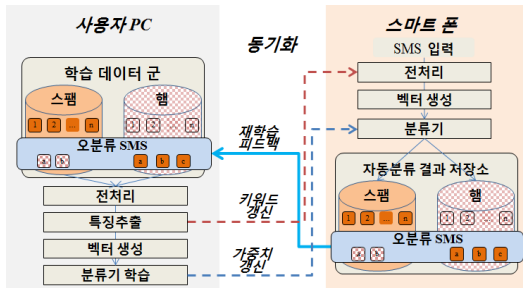 사용자 PC
학습 데이터 군
스팸
햄
1 2 ... n
1 2 . n
오분류 SMS
a b
a b c
전처리
특징추출
벡터 생성
분류기 학습
동기화
재학습
피드백
키워드
갱신
가중치
갱신
스마트 폰
SMS 입력
전처리
벡터 생성
분류기
자동분류 결과 저장소
스팸
햄
1 2 ... n
1 2 ... n
오분류 SMS
a b
a b c